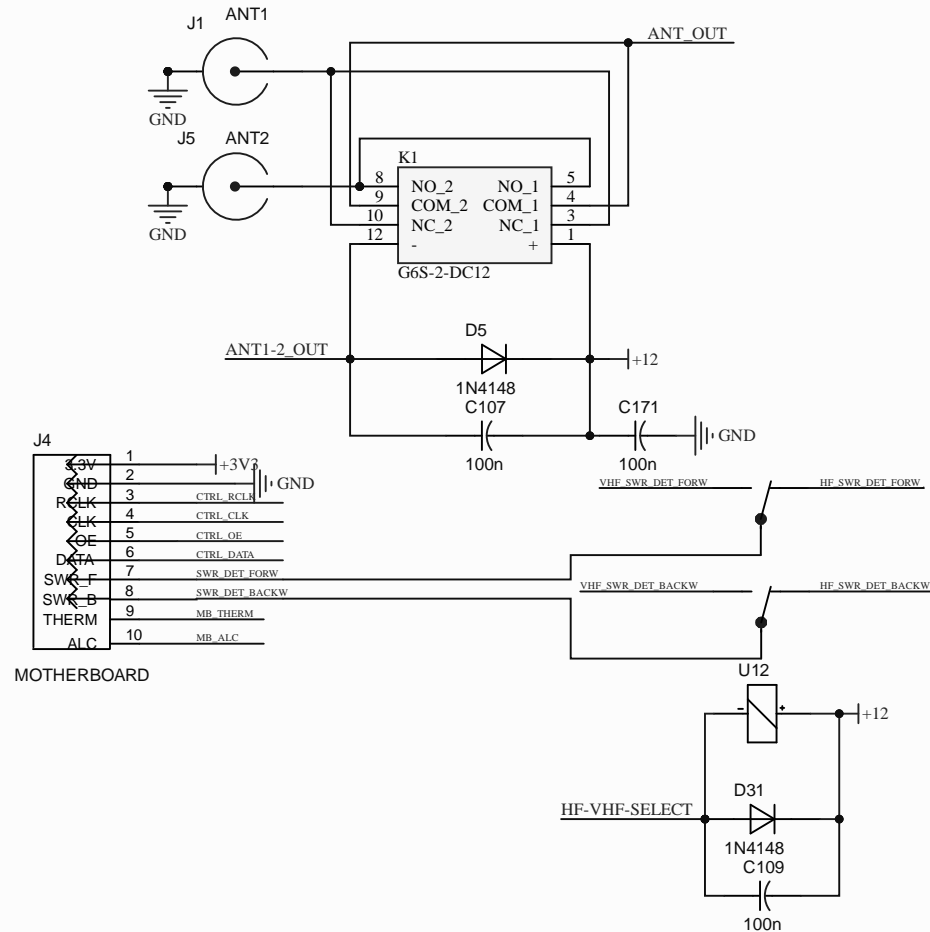 J1 ANT1
ANT_OUT
GND
J5 ANT2
K1
8 NO_2 NO_1 5
9 COM_2 COM_1 4
10 NC_2 NC_1 3
12 - + 1
GND
G6S-2-DC12
D5
ANT1-2_OUT
+12
1N4148
C107 C171
GND
100n 100n
J4
3.3V 1 +3V3
GND 2 GND
RCLK 3 CTRL_RCLK
CLK 4 CTRL_CLK
OE 5 CTRL_OE
DATA 6 CTRL_DATA
SWR_F 7 SWR_DET_FORW
SWR_B 8 SWR_DET_BACKW
THERM 9 MB_THERM
ALC 10 MB_ALC
MOTHERBOARD
VHF_SWR_DET_FORW HF_SWR_DET_FORW
VHF_SWR_DET_BACKW HF_SWR_DET_BACKW
U12
- +
+12
D31
HF-VHF-SELECT
1N4148
C109
100n